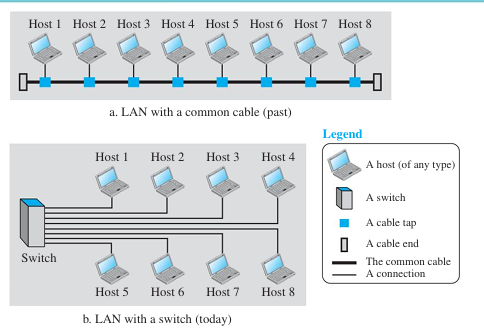 Host 1 Host 2 Host 3 Host 4 Host 5 Host 6 Host 7 Host 8
a. LAN with a common cable (past)
Legend
A host (of any type)
A switch
A cable tap
A cable end
The common cable
A connection
Host 1 Host 2 Host 3 Host 4
Switch
Host 5 Host 6 Host 7 Host 8
b. LAN with a switch (today)